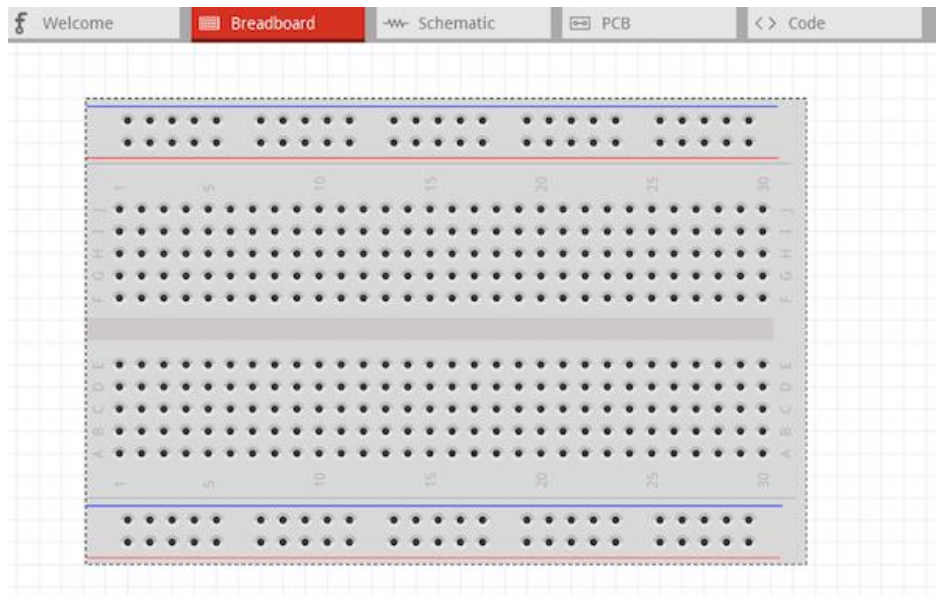 Welcome Breadboard Schematic PCB Code
1 5 10 15 20 25 30
J J
I I
H H
G G
F F
E E
D D
C C
B B
A A
1 5 10 15 20 25 30